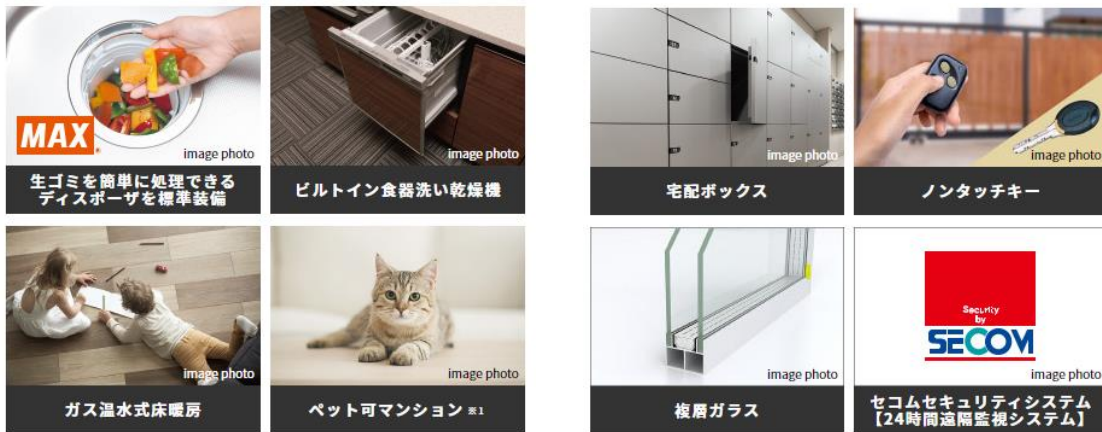 MAX
image photo
生ゴミを簡単に処理できる
ディスポーザを標準装備
image photo
ビルトイン食器洗い乾燥機
image photo
宅配ボックス
image photo
ノンタッチキー
image photo
ガス温水式床暖房
image photo
ペット可マンション ※1
image photo
複層ガラス
Security
by
SECOM
image photo
セコムセキュリティシステム
【24時間遠隔監視システム】